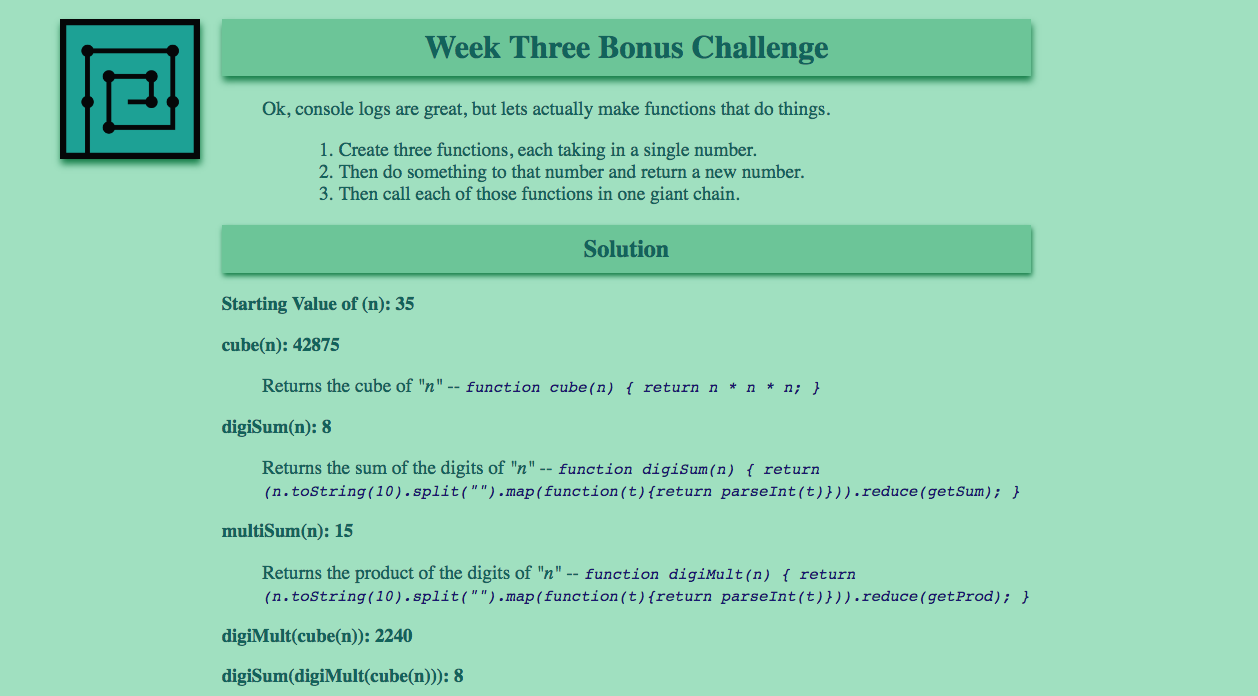 Week Three Bonus Challenge
Ok, console logs are great, but lets actually make functions that do things.
1. Create three functions, each taking in a single number.
2. Then do something to that number and return a new number.
3. Then call each of those functions in one giant chain.
Solution
Starting Value of (n): 35
cube(n): 42875
Returns the cube of "n" -- function cube(n) { return n * n * n; }
digiSum(n): 8
Returns the sum of the digits of "n" -- function digiSum(n) { return
(n.toString(10).split("").map(function(t){return parseInt(t)})).reduce(getSum); }
multiSum(n): 15
Returns the product of the digits of "n" -- function digiMult(n) { return
(n.toString(10).split("").map(function(t){return parseInt(t)})).reduce(getProd); }
digiMult(cube(n)): 2240
digiSum(digiMult(cube(n))): 8